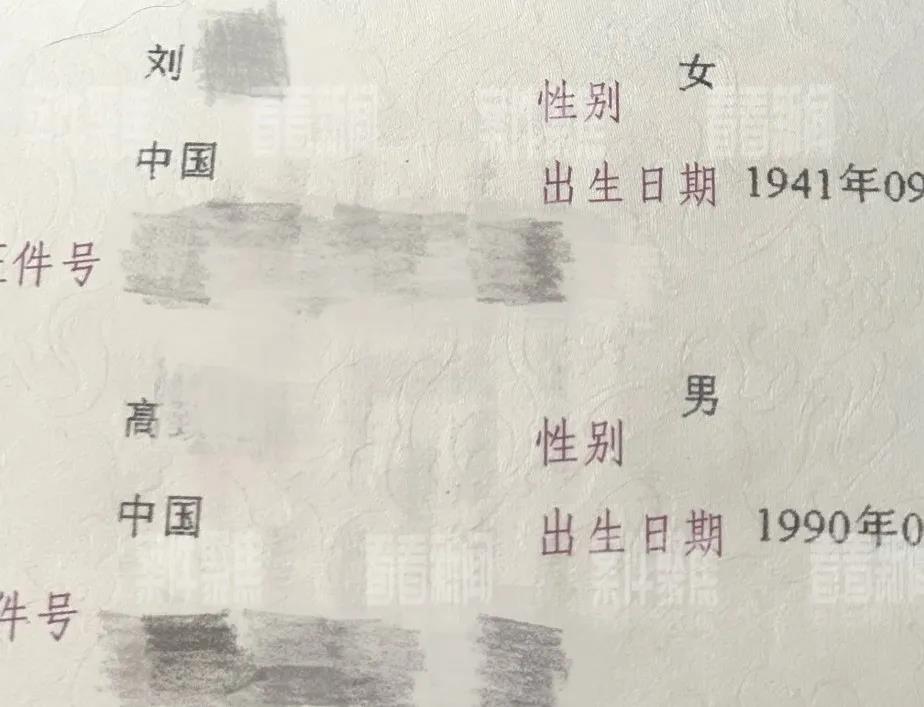 刘
性别 女
中国
出生日期 1941年09
件号
高
性别 男
中国
出生日期 1990年0
件号